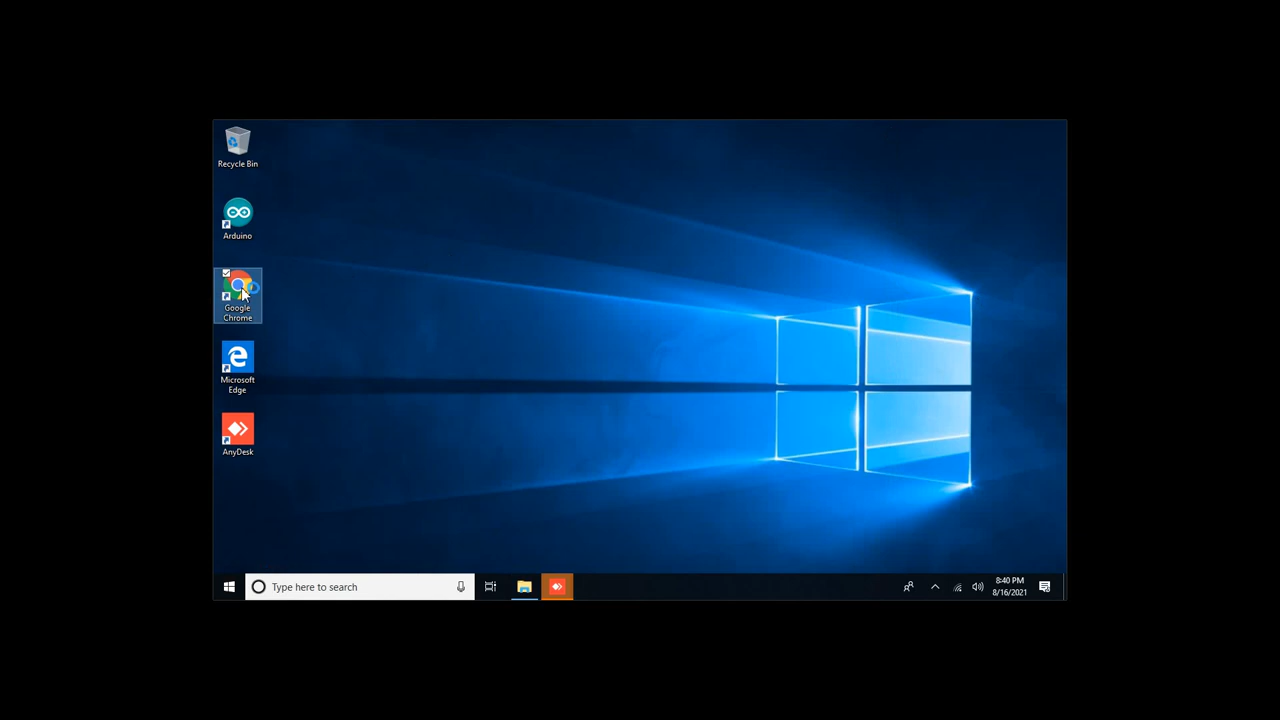 Recycle Bin
Arduino
Google
Chrome
Microsoft
Edge
AnyDesk
Type here to search
8:40 PM
8/16/2021